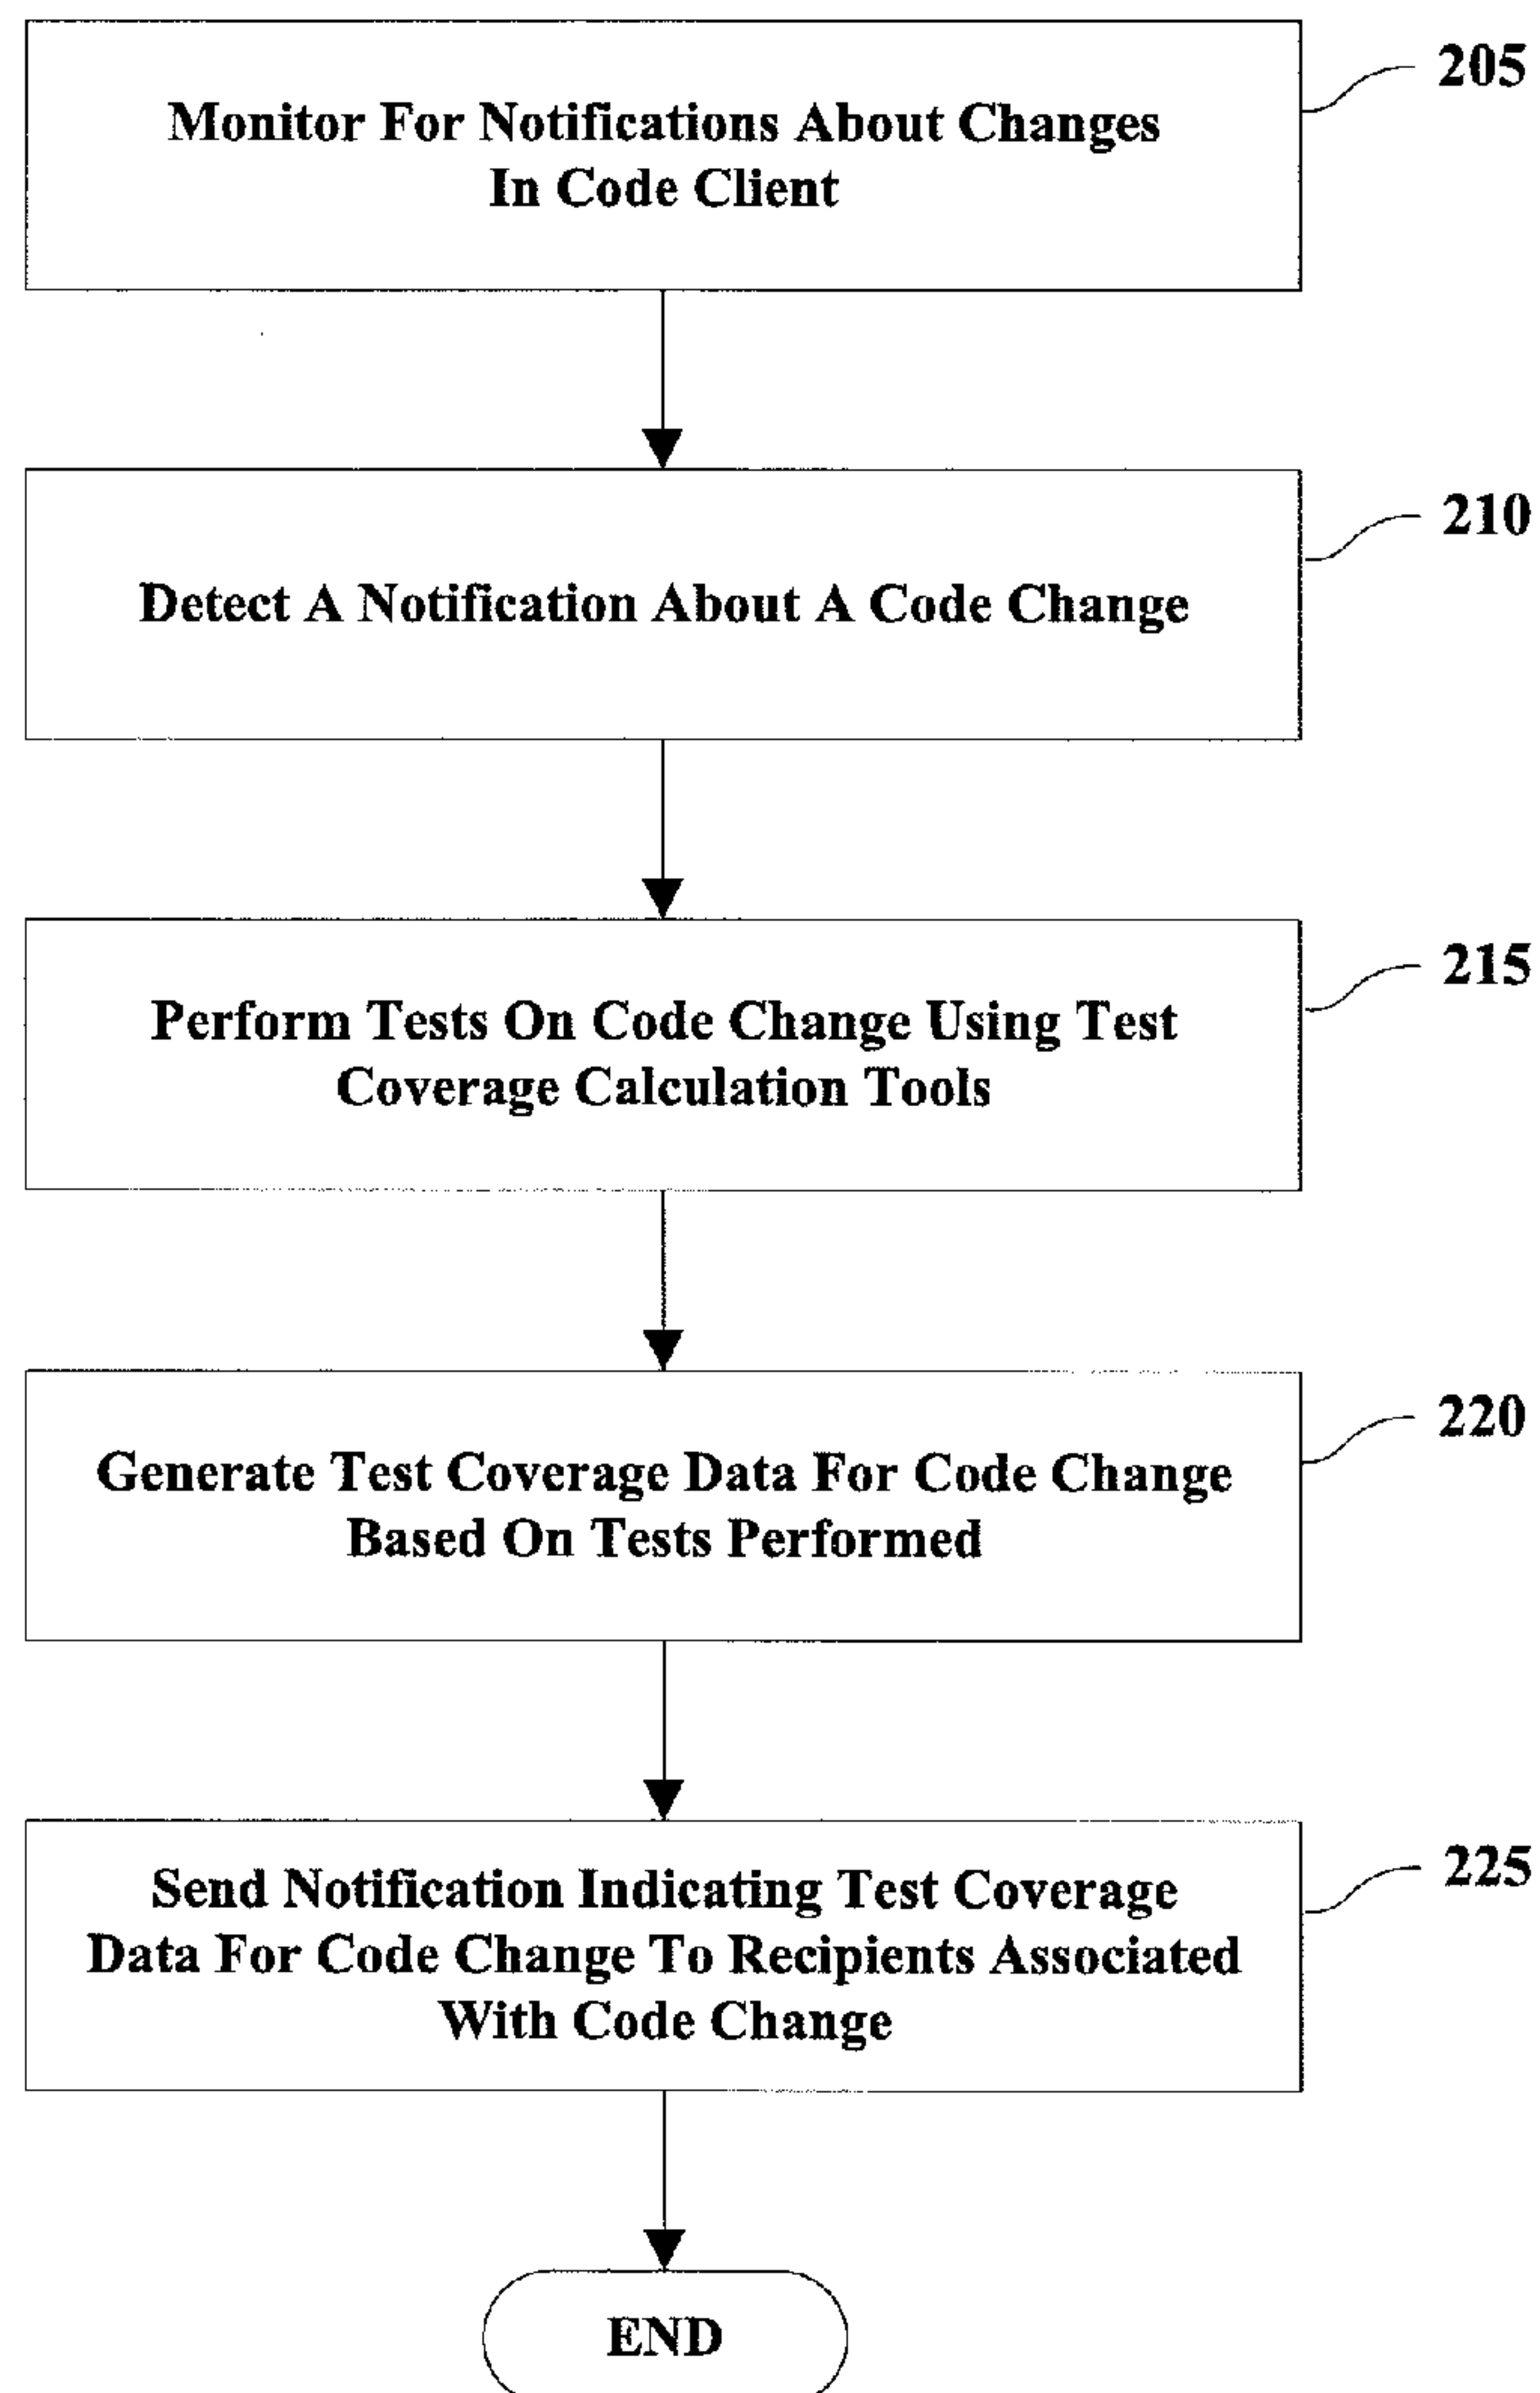 205
Monitor For Notifications About Changes
In Code Client
210
Detect A Notification About A Code Change
215
Perform Tests On Code Change Using Test
Coverage Calculation Tools
220
Generate Test Coverage Data For Code Change
Based On Tests Performed
225
Send Notification Indicating Test Coverage
Data For Code Change To Recipients Associated
With Code Change
END